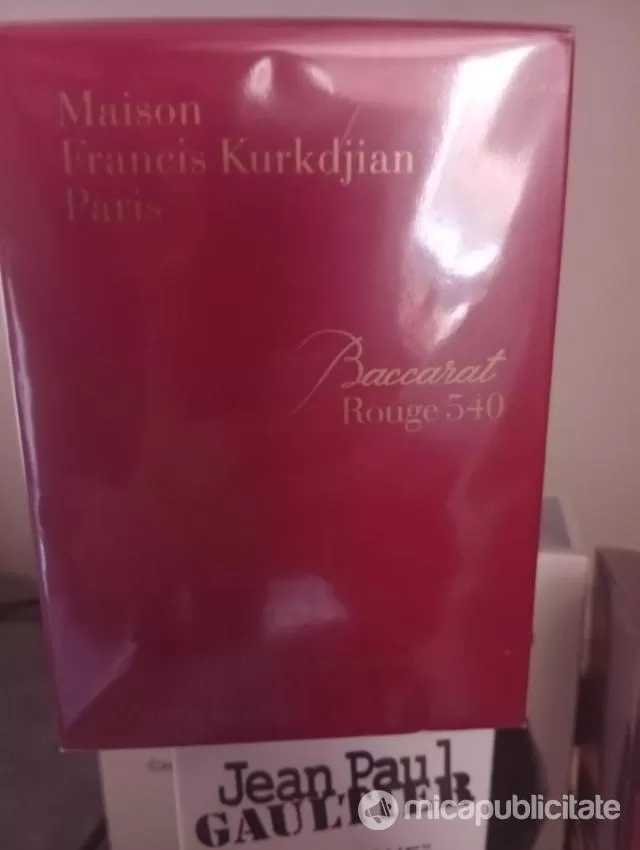 Maison
Francis Kurkdjian
Paris
Baccarat
Rouge 540
Jean Paul
GAULTIER
micapublicitate